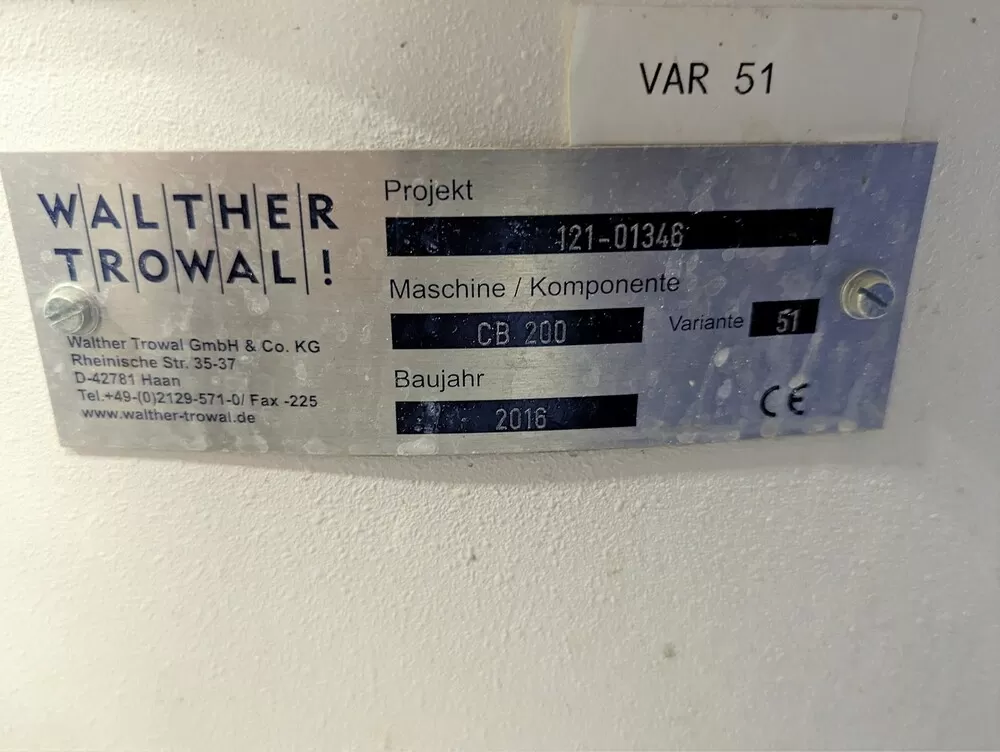 VAR 51
WALTHER
TROWAL!
Walther Trowal GmbH & Co. KG
Rheinische Str. 35-37
D-42781 Haan
Tel.+49-(0)2129-571-0/ Fax -225
www.walther-trowal.de
Projekt
121-01346
Maschine / Komponente
CB 200
Variante 51
Baujahr
2016
CE